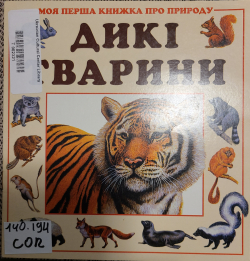 МОЯ ПЕРША КНИЖКА ПРО ПРИРОДУ
ДИКІ
ТВАРИНИ
140.194
COR